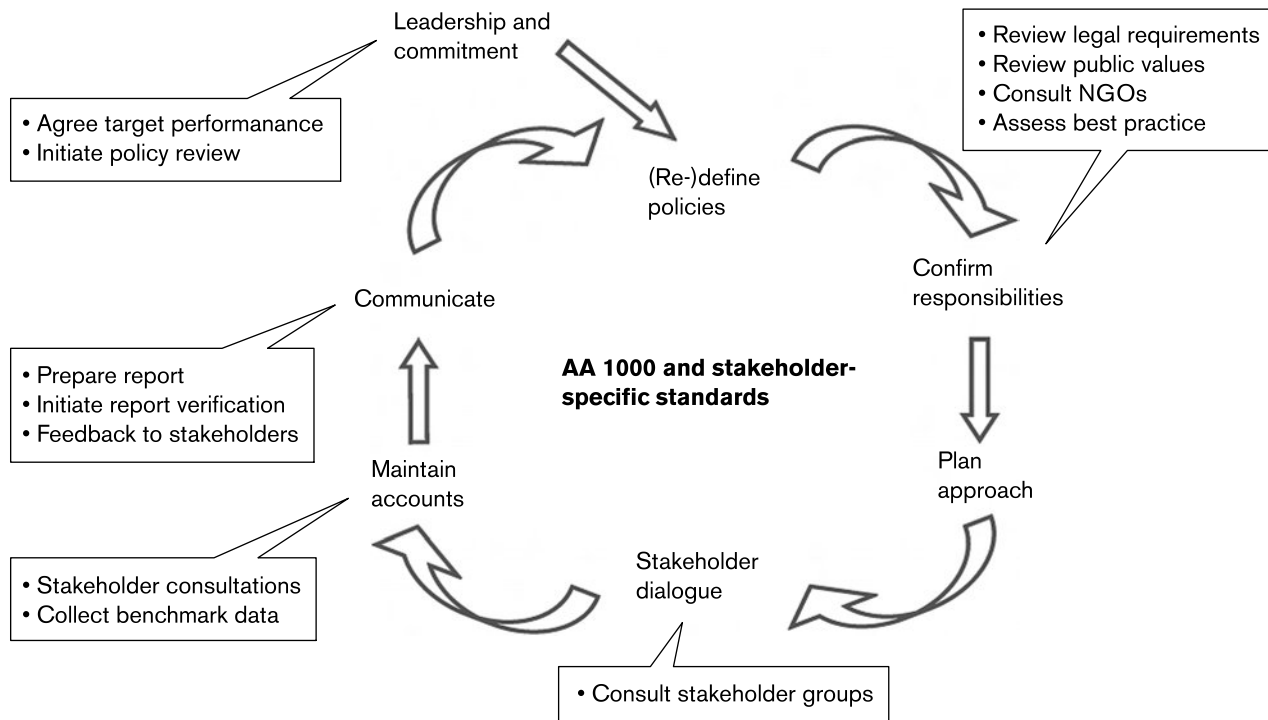 Leadership and
commitment
• Agree target performanance
• Initiate policy review
• Review legal requirements
• Review public values
• Consult NGOs
• Assess best practice
(Re-)define
policies
Confirm
responsibilities
Communicate
• Prepare report
• Initiate report verification
• Feedback to stakeholders
AA 1000 and stakeholder-
specific standards
Plan
approach
Maintain
accounts
• Stakeholder consultations
• Collect benchmark data
Stakeholder
dialogue
• Consult stakeholder groups